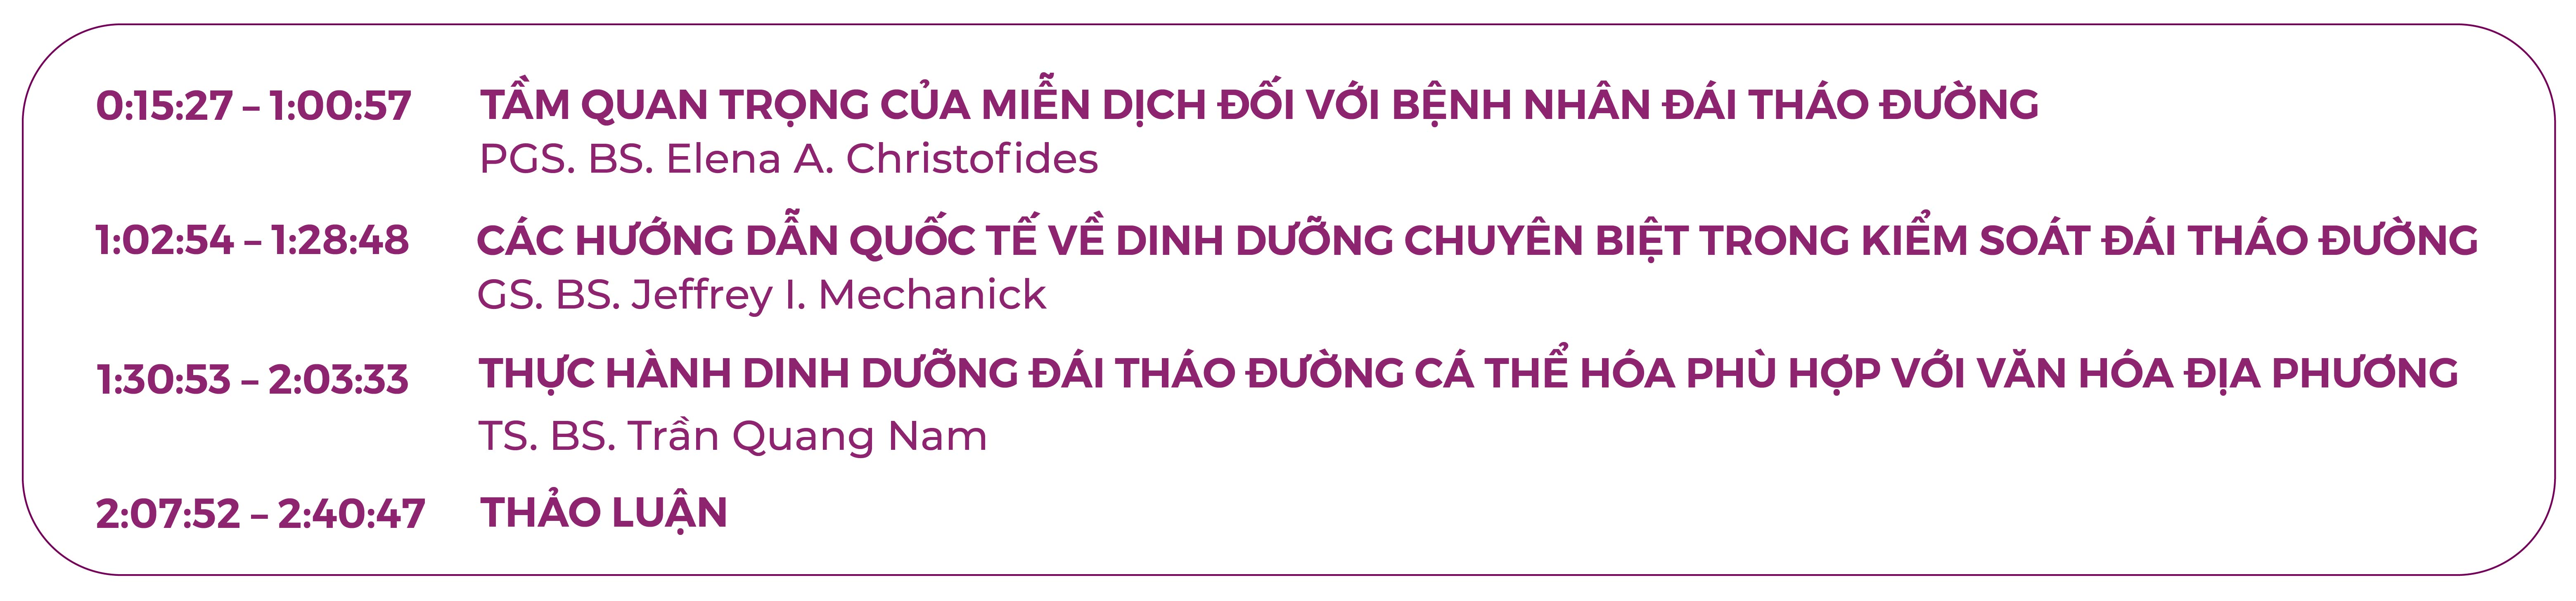 0:15:27 – 1:00:57 TẦM QUAN TRỌNG CỦA MIỄN DỊCH ĐỐI VỚI BỆNH NHÂN ĐÁI THÁO ĐƯỜNG
PGS. BS. Elena A. Christofides
1:02:54 – 1:28:48 CÁC HƯỚNG DẪN QUỐC TẾ VỀ DINH DƯỠNG CHUYÊN BIỆT TRONG KIỂM SOÁT ĐÁI THÁO ĐƯỜNG
GS. BS. Jeffrey I. Mechanick
1:30:53 – 2:03:33 THỰC HÀNH DINH DƯỠNG ĐÁI THÁO ĐƯỜNG CÁ THỂ HÓA PHÙ HỢP VỚI VĂN HÓA ĐỊA PHƯƠNG
TS. BS. Trần Quang Nam
2:07:52 – 2:40:47 THẢO LUẬN